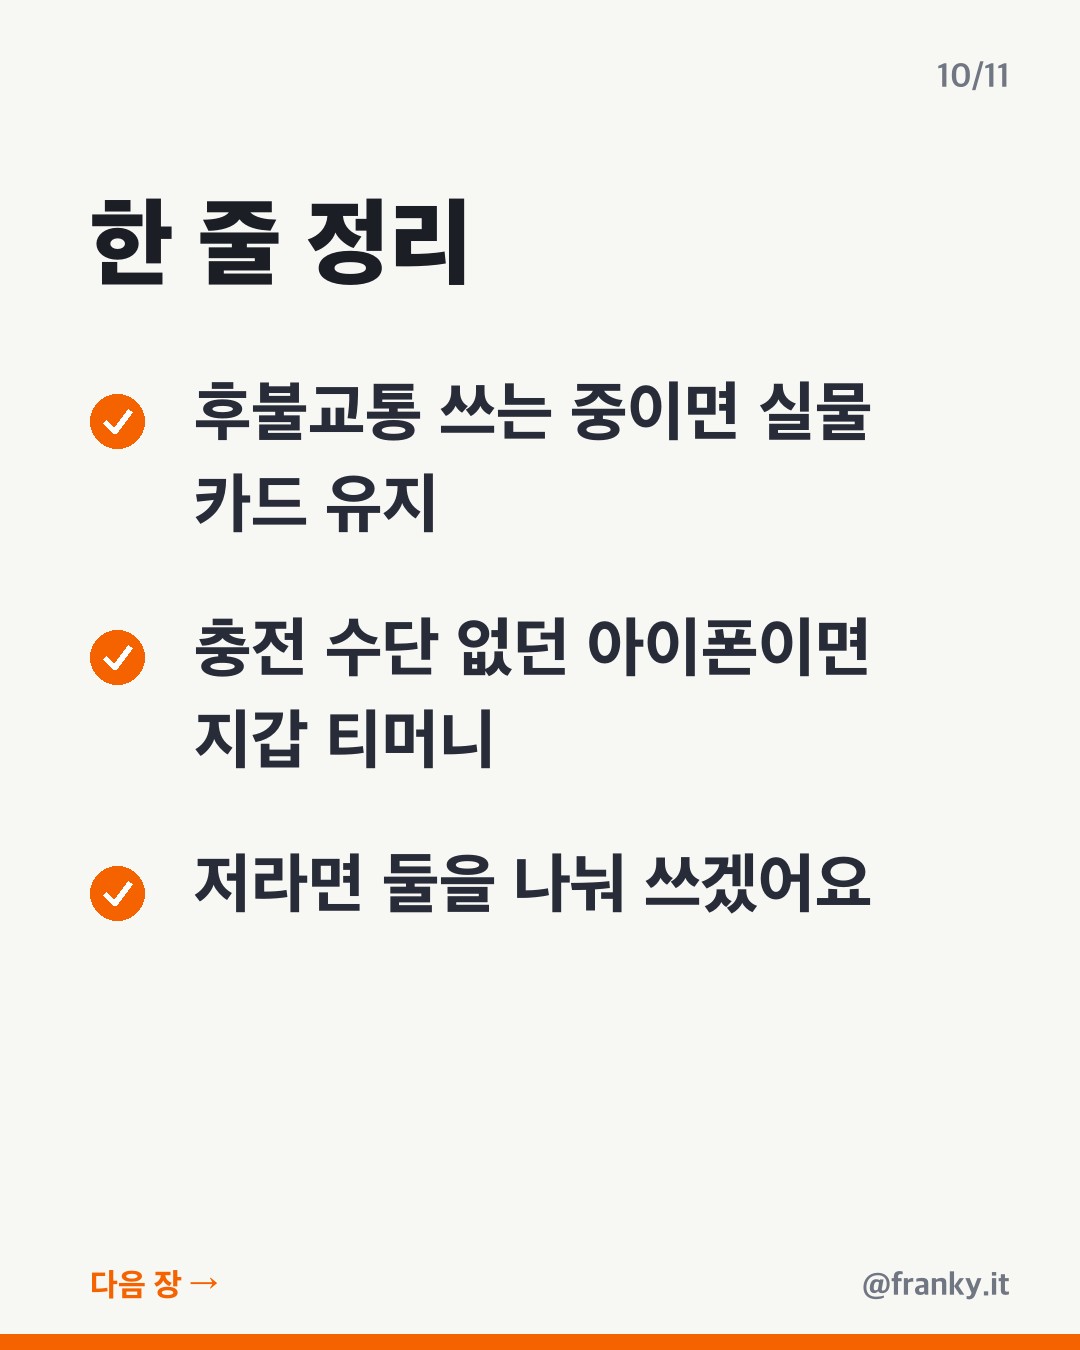 10/11
한 줄 정리
후불교통 쓰는 중이면 실물
카드 유지
충전 수단 없던 아이폰이면
지갑 티머니
저라면 둘을 나눠 쓰겠어요
다음 장 →
@franky.it